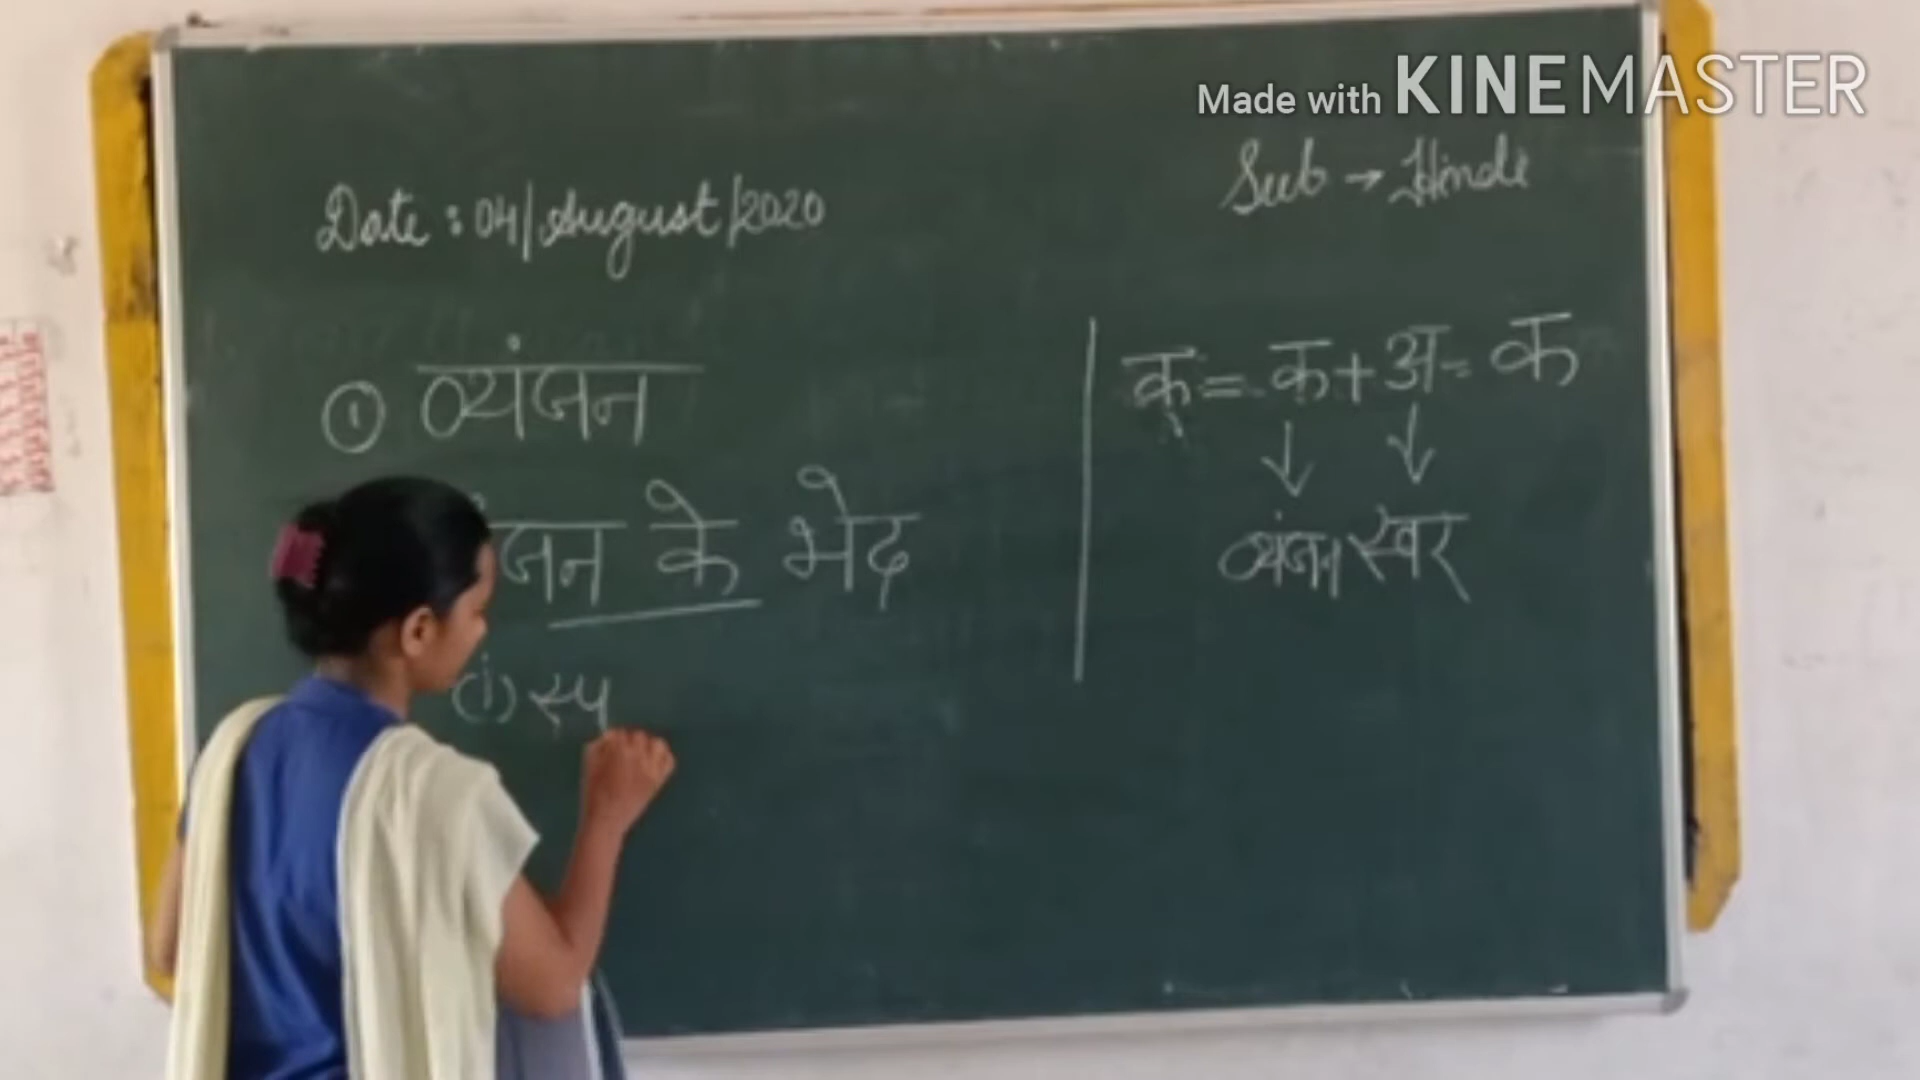 Made with KINEMASTER
Sub → Hindi
Date : 04/August/2020
① व्यंजन
जन के भेद
(i) स्प
क् = क + अ = क
↓ ↓
व्यंजन स्वर